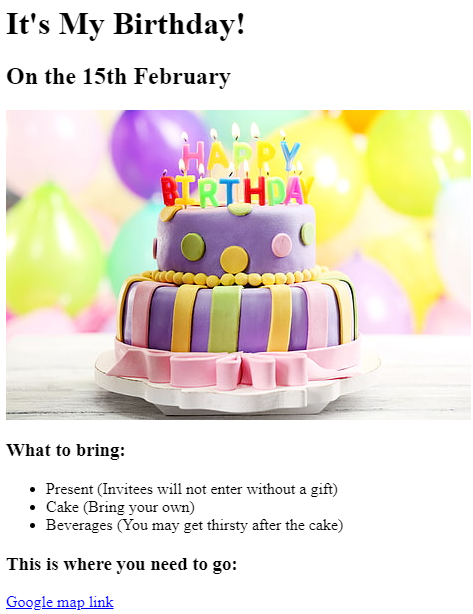 It's My Birthday!
On the 15th February
HAPPY
BIRTHDAY
What to bring:
Present (Invitees will not enter without a gift)
Cake (Bring your own)
Beverages (You may get thirsty after the cake)
This is where you need to go:
Google map link